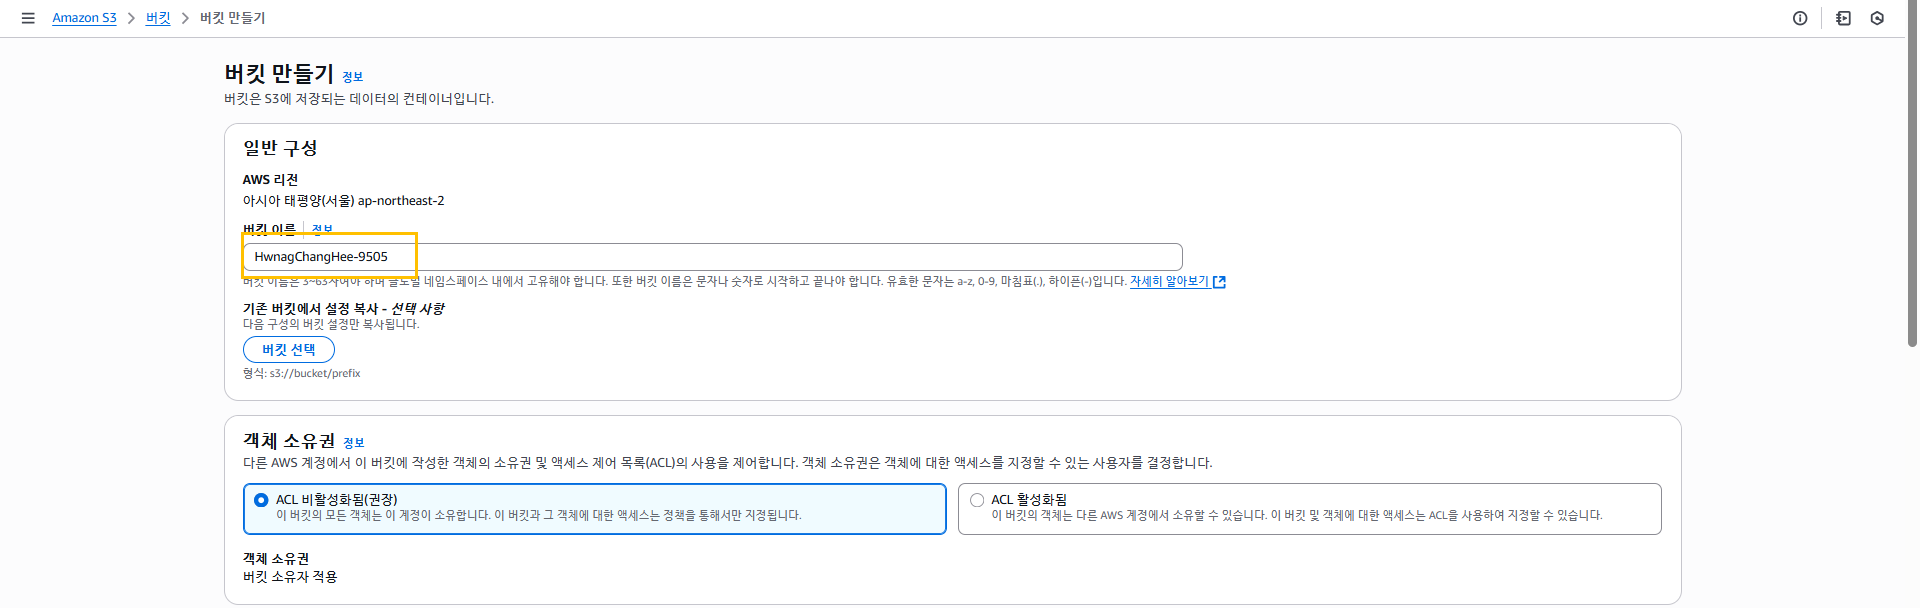 Amazon S3 > 버킷 > 버킷 만들기
버킷 만들기 정보
버킷은 S3에 저장되는 데이터의 컨테이너입니다.
일반 구성
AWS 리전
아시아 태평양(서울) ap-northeast-2
버킷 이름 정보
HwnagChangHee-9505
버킷 이름은 3~63자여야 하며 글로벌 네임스페이스 내에서 고유해야 합니다. 또한 버킷 이름은 문자나 숫자로 시작하고 끝나야 합니다. 유효한 문자는 a-z, 0-9, 마침표(.), 하이픈(-)입니다. 자세히 알아보기
기존 버킷에서 설정 복사 - 선택 사항
다음 구성의 버킷 설정만 복사됩니다.
버킷 선택
형식: s3://bucket/prefix
객체 소유권 정보
다른 AWS 계정에서 이 버킷에 작성한 객체의 소유권 및 액세스 제어 목록(ACL)의 사용을 제어합니다. 객체 소유권은 객체에 대한 액세스를 지정할 수 있는 사용자를 결정합니다.
ACL 비활성화됨(권장)
이 버킷의 모든 객체는 이 계정이 소유합니다. 이 버킷과 그 객체에 대한 액세스는 정책을 통해서만 지정됩니다.
ACL 활성화됨
이 버킷의 객체는 다른 AWS 계정에서 소유할 수 있습니다. 이 버킷 및 객체에 대한 액세스는 ACL을 사용하여 지정할 수 있습니다.
객체 소유권
버킷 소유자 적용